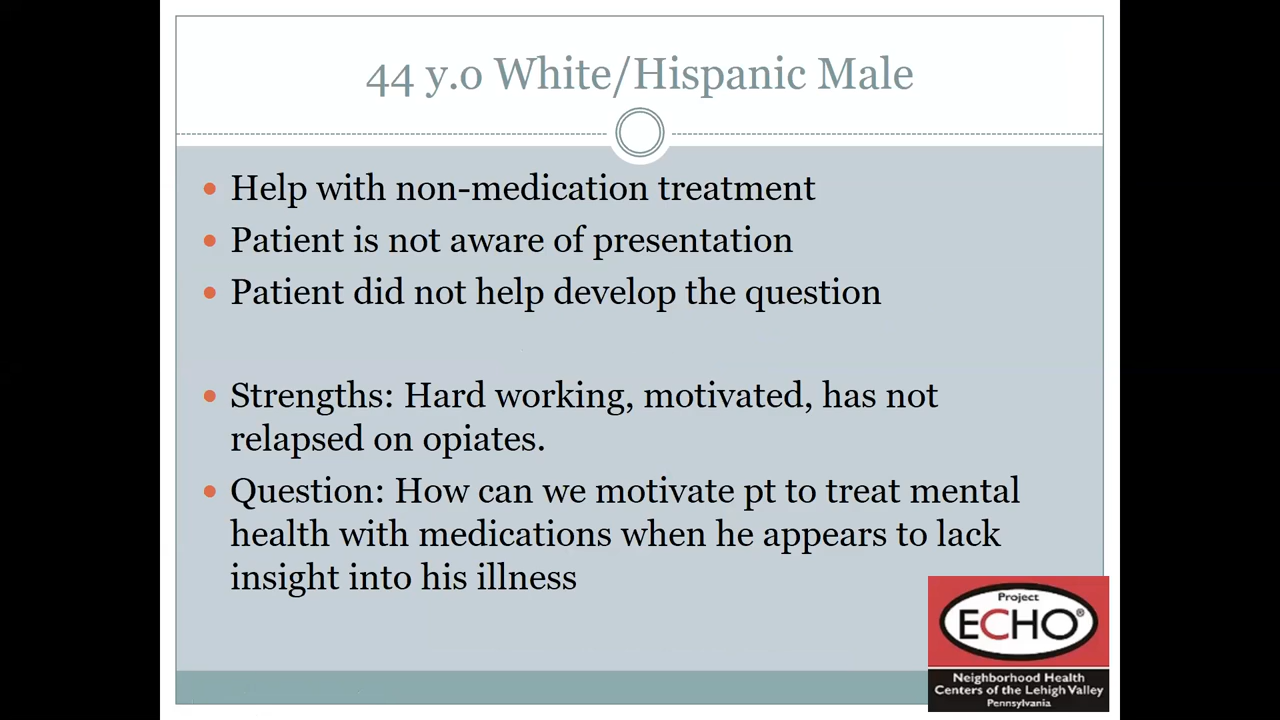 44 y.o White/Hispanic Male
Help with non-medication treatment
Patient is not aware of presentation
Patient did not help develop the question
Strengths: Hard working, motivated, has not
relapsed on opiates.
Question: How can we motivate pt to treat mental
health with medications when he appears to lack
insight into his illness
Project
ECHO®
Neighborhood Health
Centers of the Lehigh Valley
Pennsylvania